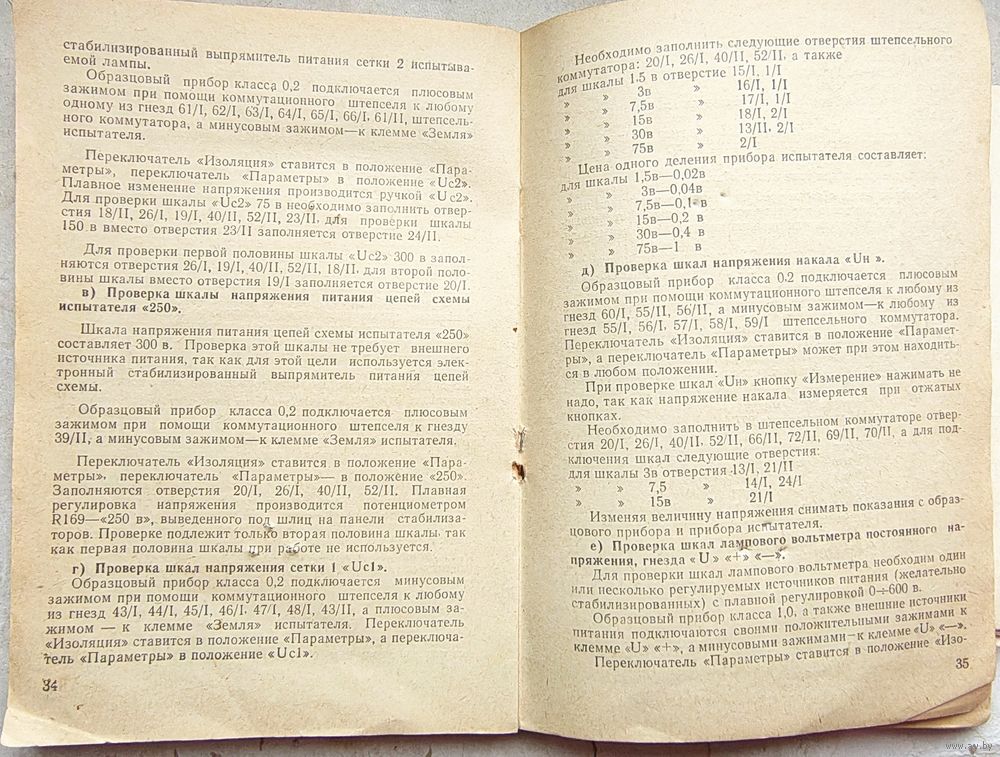 стабилизированный выпрямитель питания сетки 2 испытыва-
емой лампы.
Образцовый прибор класса 0,2 подключается плюсовым
зажимом при помощи коммутационного штепселя к любому
одному из гнезд 61/I, 62/I, 63/I, 64/I, 65/I, 66/I, 61/II, штепсель-
ного коммутатора, а минусовым зажимом—к клемме «Земля»
испытателя.
Переключатель «Изоляция» ставится в положение «Пара-
метры», переключатель «Параметры» в положение «Uc2».
Плавное изменение напряжения производится ручкой «Uc2».
Для проверки шкалы «Uc2» 75 в необходимо заполнить отвер-
стия 18/II, 26/I, 19/I, 40/II, 52/II, 23/II, для проверки шкалы
150 в вместо отверстия 23/II заполняется отверстие 24/II.
Для проверки первой половины шкалы «Uc2» 300 в запол-
няются отверстия 26/I, 19/I, 40/II, 52/II, 18/II, для второй поло-
вины шкалы вместо отверстия 19/I заполняется отверстие 20/I.
в) Проверка шкалы напряжения питания цепей схемы
испытателя «250».
Шкала напряжения питания цепей схемы испытателя «250»
составляет 300 в. Проверка этой шкалы не требует внешнего
источника питания, так как для этой цели используется элек-
тронный стабилизированный выпрямитель питания цепей
схемы.
Образцовый прибор класса 0,2 подключается плюсовым
зажимом при помощи коммутационного штепселя к гнезду
39/II, а минусовым зажимом—к клемме «Земля» испытателя.
Переключатель «Изоляция» ставится в положение «Пара-
метры», переключатель «Параметры»— в положение «250».
Заполняются отверстия 20/I, 26/I, 40/II, 52/II. Плавная
регулировка напряжения производится потенциометром
R169—«250 в», выведенного под шлиц на панели стабилиза-
торов. Проверке подлежит только вторая половина шкалы, так
как первая половина шкалы при работе не используется.
г) Проверка шкал напряжения сетки 1 «Uc1».
Образцовый прибор класса 0,2 подключается минусовым
зажимом при помощи коммутационного штепселя к любому
из гнезд 43/I, 44/I, 45/I, 46/I, 47/I, 48/I, 43/II, а плюсовым за-
жимом — к клемме «Земля» испытателя. Переключатель
«Изоляция» ставится в положение «Параметры», а переключа-
тель «Параметры» в положение «Uc1».
34
Необходимо заполнить следующие отверстия штепсельного
коммутатора: 20/I, 26/I, 40/II, 52/II, а также
для шкалы 1,5 в отверстие 15/I, 1/I
» » 3в » 16/I, 1/I
» » 7,5в » 17/I, 1/I
» » 15в » 18/I, 2/I
» » 30в » 13/II, 2/I
» » 75в » 2/I
Цена одного деления прибора испытателя составляет:
для шкалы 1,5в—0,02в
» » 3в—0,04в
» » 7,5в—0,1 в
» » 15в—0,2 в
» » 30в—0,4 в
» » 75в—1 в
д) Проверка шкал напряжения накала «Uн ».
Образцовый прибор класса 0,2 подключается плюсовым
зажимом при помощи коммутационного штепселя к любому из
гнезд 60/I, 55/II, 56/II, а минусовым зажимом—к любому из
гнезд 55/I, 56/I, 57/I, 58/I, 59/I штепсельного коммутатора.
Переключатель «Изоляция» ставится в положение «Парамет-
ры», а переключатель «Параметры» может при этом находить-
ся в любом положении.
При проверке шкал «Uн» кнопку «Измерение» нажимать не
надо, так как напряжение накала измеряется при отжатых
кнопках.
Необходимо заполнить в штепсельном коммутаторе отвер-
стия 20/I, 26/I, 40/II, 52/II, 66/II, 72/II, 69/II, 70/II, а для под-
ключения шкал следующие отверстия:
для шкалы 3в отверстия 13/I, 21/II
» » 7,5 » 14/I, 24/I
» » 15в » 21/I
Изменяя величину напряжения снимать показания с образ-
цового прибора и прибора испытателя.
е) Проверка шкал лампового вольтметра постоянного на-
пряжения, гнезда «U» «+» «—».
Для проверки шкал лампового вольтметра необходим один
или несколько регулируемых источников питания (желательно
стабилизированных) с плавной регулировкой 0÷600 в.
Образцовый прибор класса 1,0, а также внешние источники
питания подключаются своими положительными зажимами к
клемме «U» «+», а минусовыми зажимами—к клемме «U» «—».
Переключатель «Параметры» ставится в положение «Изо-
35
www.ay.by